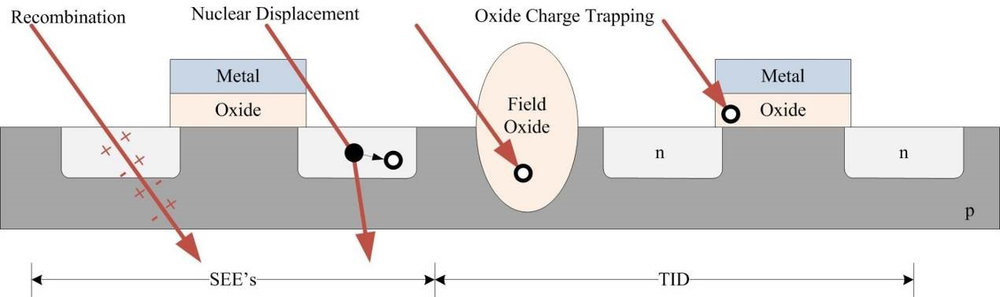 Recombination
Nuclear Displacement
Oxide Charge Trapping
Metal
Oxide
Field
Oxide
Metal
Oxide
n
n
p
SEE's
TID